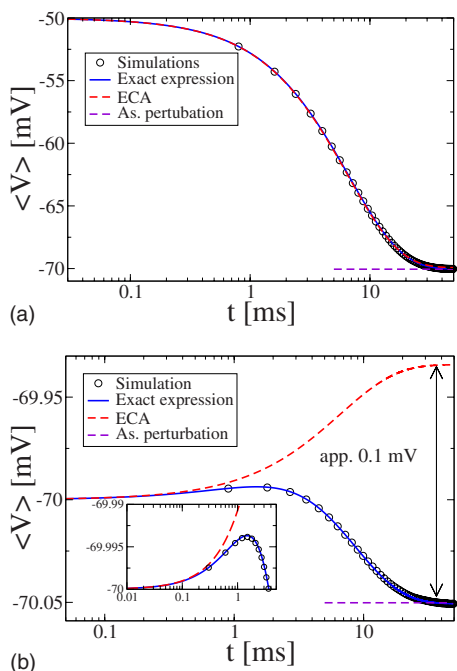 -50
-55
-60
-65
-70
<V> [mV]
Simulations
Exact expression
ECA
As. pertubation
0.1
1
10
t [ms]
(a)
-69.95
-70
-70.05
<V> [mV]
Simulation
Exact expression
ECA
As. perturbation
app. 0.1 mV
-69.99
-69.995
-70
0.01
0.1
1
0.1
1
10
t [ms]
(b)